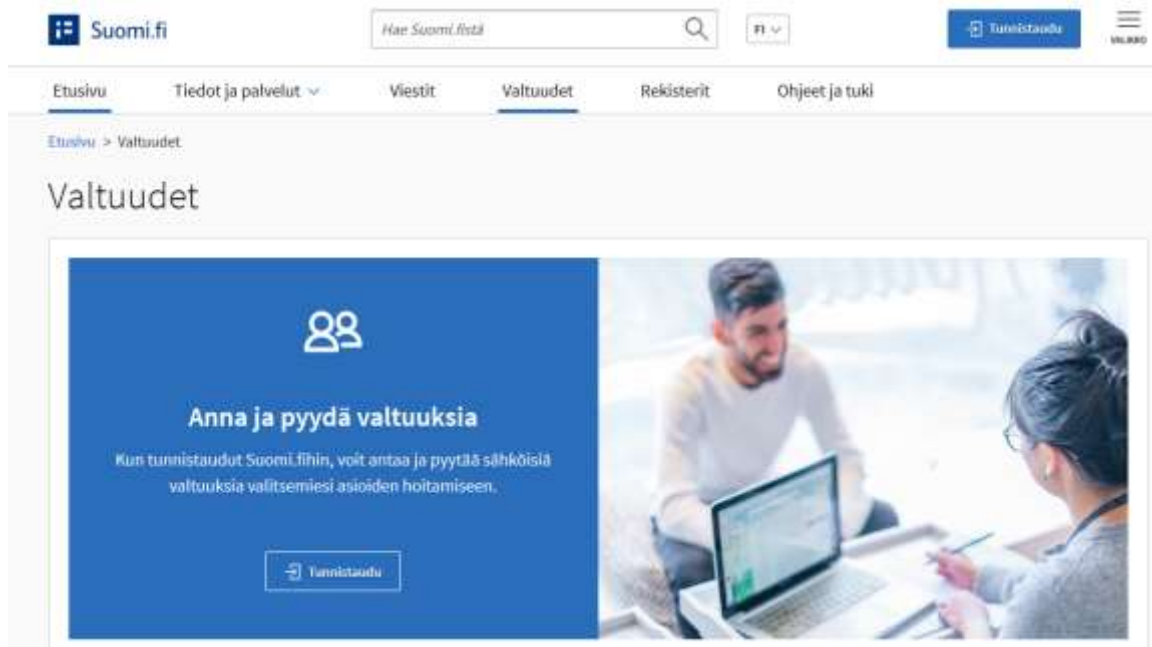 Suomi.fi
Hae Suomi.fistä
FI
Tunnistaudu
VALIKKO
Etusivu
Tiedot ja palvelut
Viestit
Valtuudet
Rekisterit
Ohjeet ja tuki
Etusivu > Valtuudet
Valtuudet
Anna ja pyydä valtuuksia
Kun tunnistaudut Suomi.fihin, voit antaa ja pyytää sähköisiä
valtuuksia valitsemiesi asioiden hoitamiseen.
Tunnistaudu